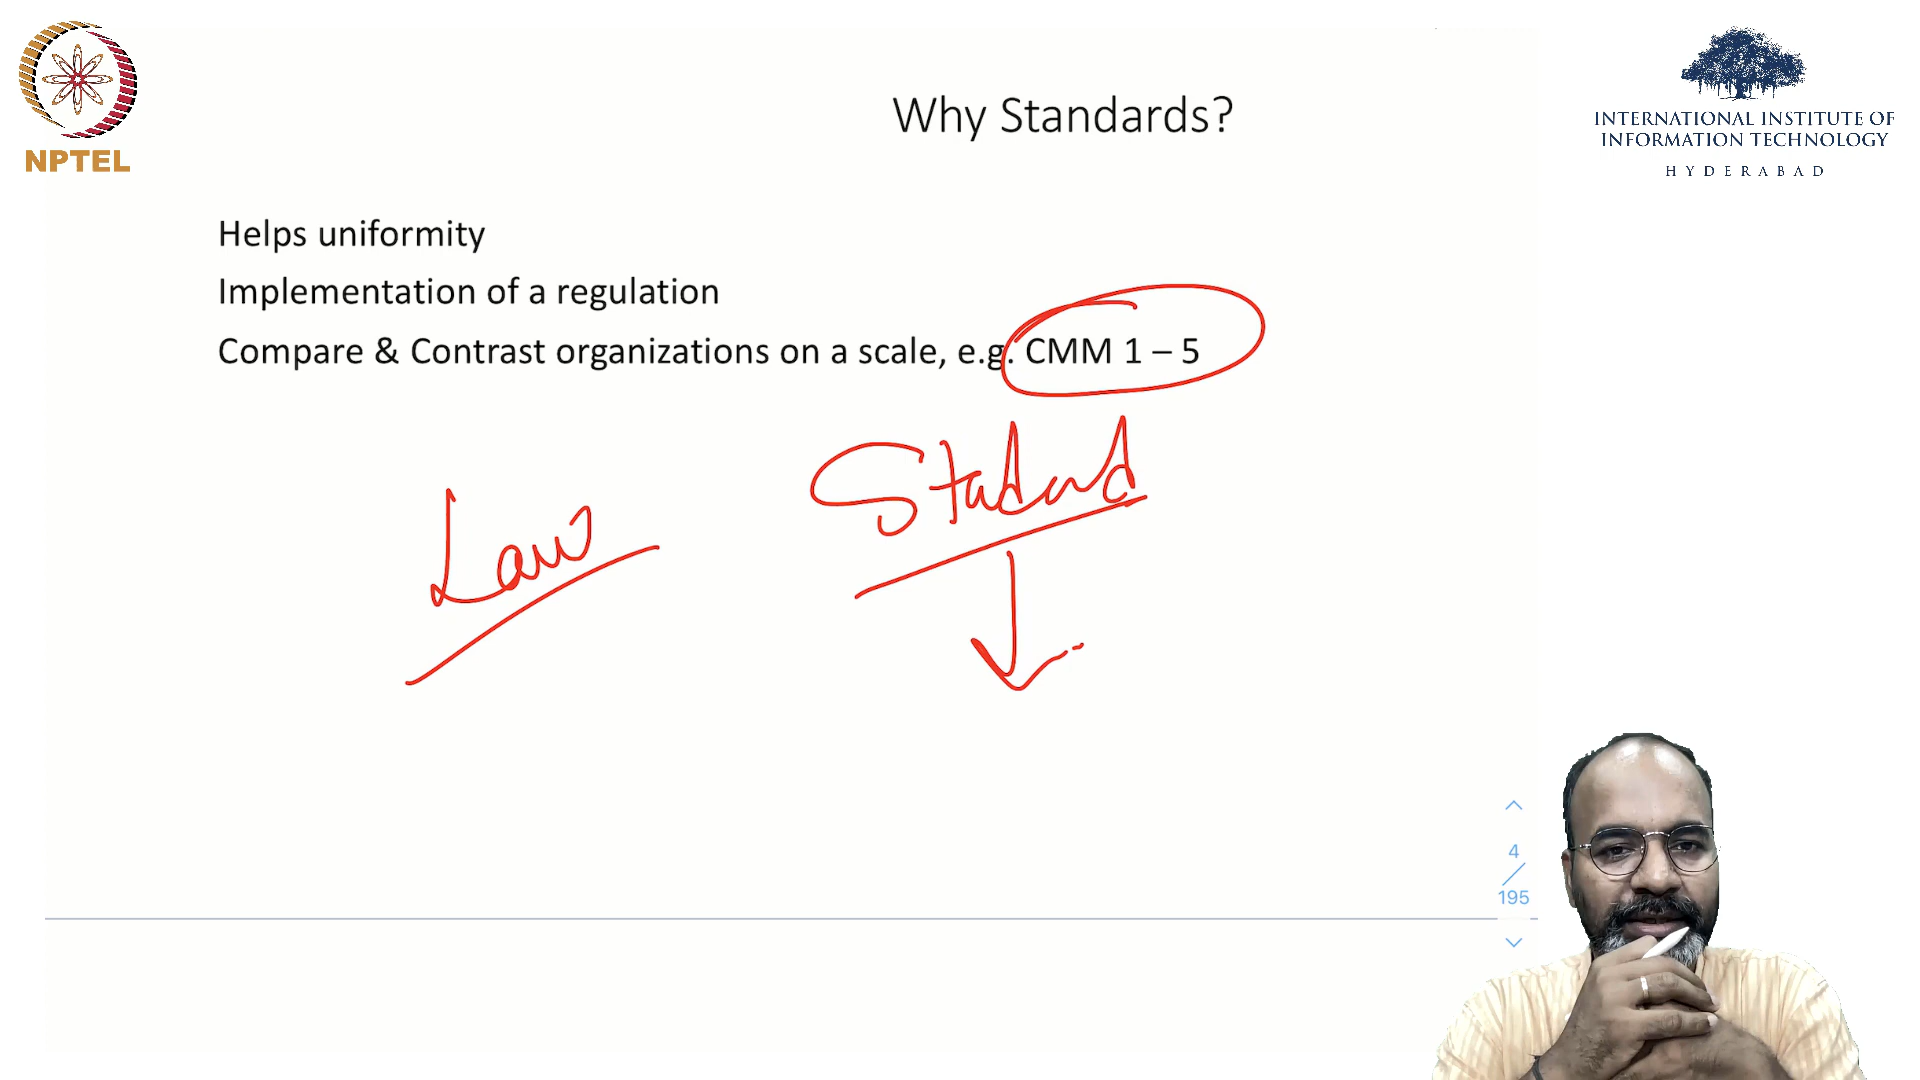 NPTEL
INTERNATIONAL INSTITUTE OF
INFORMATION TECHNOLOGY
HYDERABAD
Why Standards?
Helps uniformity
Implementation of a regulation
Compare & Contrast organizations on a scale, e.g. CMM 1 – 5
Standard
Law
4
195